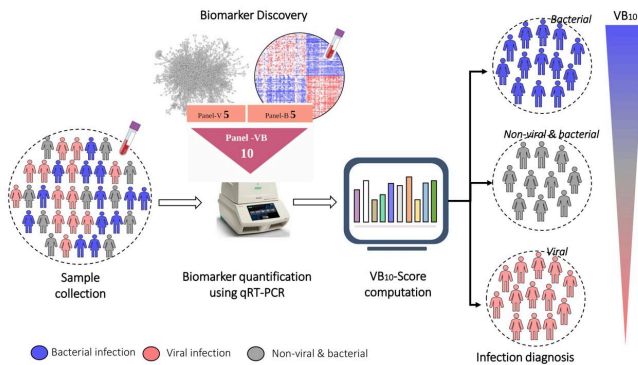 Biomarker Discovery
Panel-V 5
Panel-B 5
Panel -VB
10
Sample
collection
Biomarker quantification
using qRT-PCR
VB10-Score
computation
Bacterial
Non-viral & bacterial
Viral
VB10
Infection diagnosis
Bacterial infection
Viral infection
Non-viral & bacterial